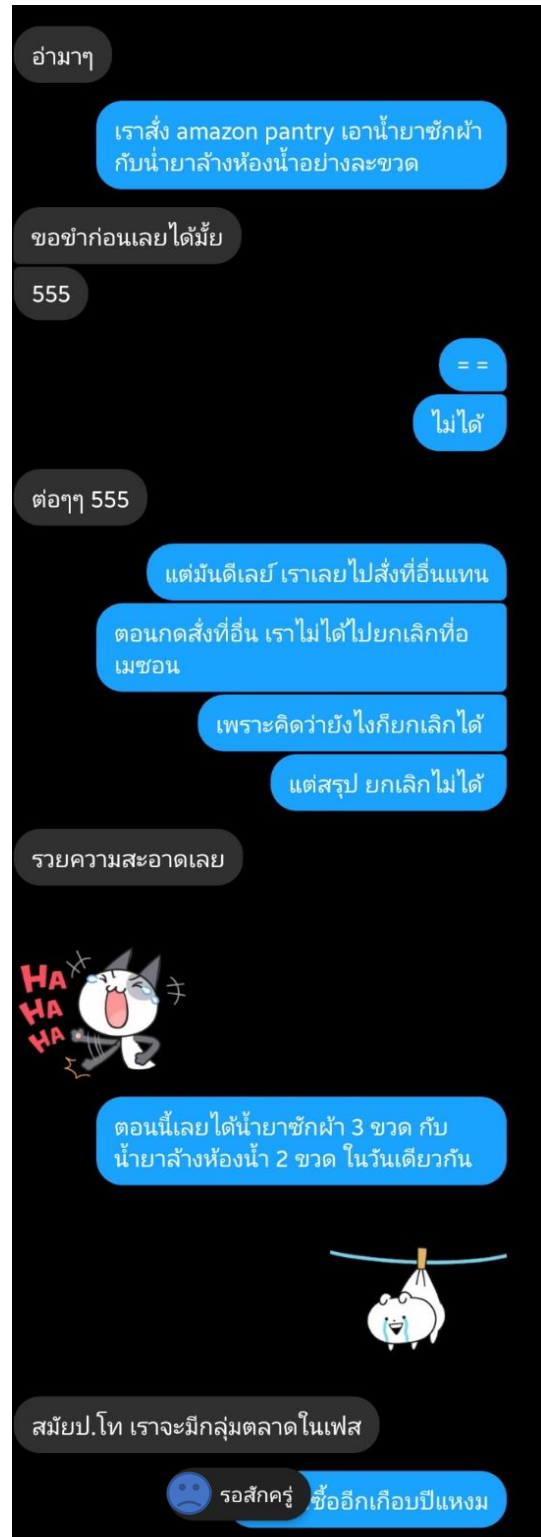 อ่ามาๆ
เราสั่ง amazon pantry เอาน้ำยาซักผ้า
กับน่ำยาล้างห้องน้ำอย่างละขวด
ขอขำก่อนเลยได้มั้ย
555
= =
ไม่ได้
ต่อๆๆ 555
แต่มันดีเลย์ เราเลยไปสั่งที่อื่นแทน
ตอนกดสั่งที่อื่น เราไม่ได้ไปยกเลิกที่อ
เมซอน
เพราะคิดว่ายังไงก็ยกเลิกได้
แต่สรุป ยกเลิกไม่ได้
รวยความสะอาดเลย
HA
HA
HA
ตอนนี้เลยได้น้ำยาซักผ้า 3 ขวด กับ
น้ำยาล้างห้องน้ำ 2 ขวด ในวันเดียวกัน
สมัยป.โท เราจะมีกลุ่มตลาดในเฟส
รอสักครู่
ซื้ออีกเกือบปีแหงม